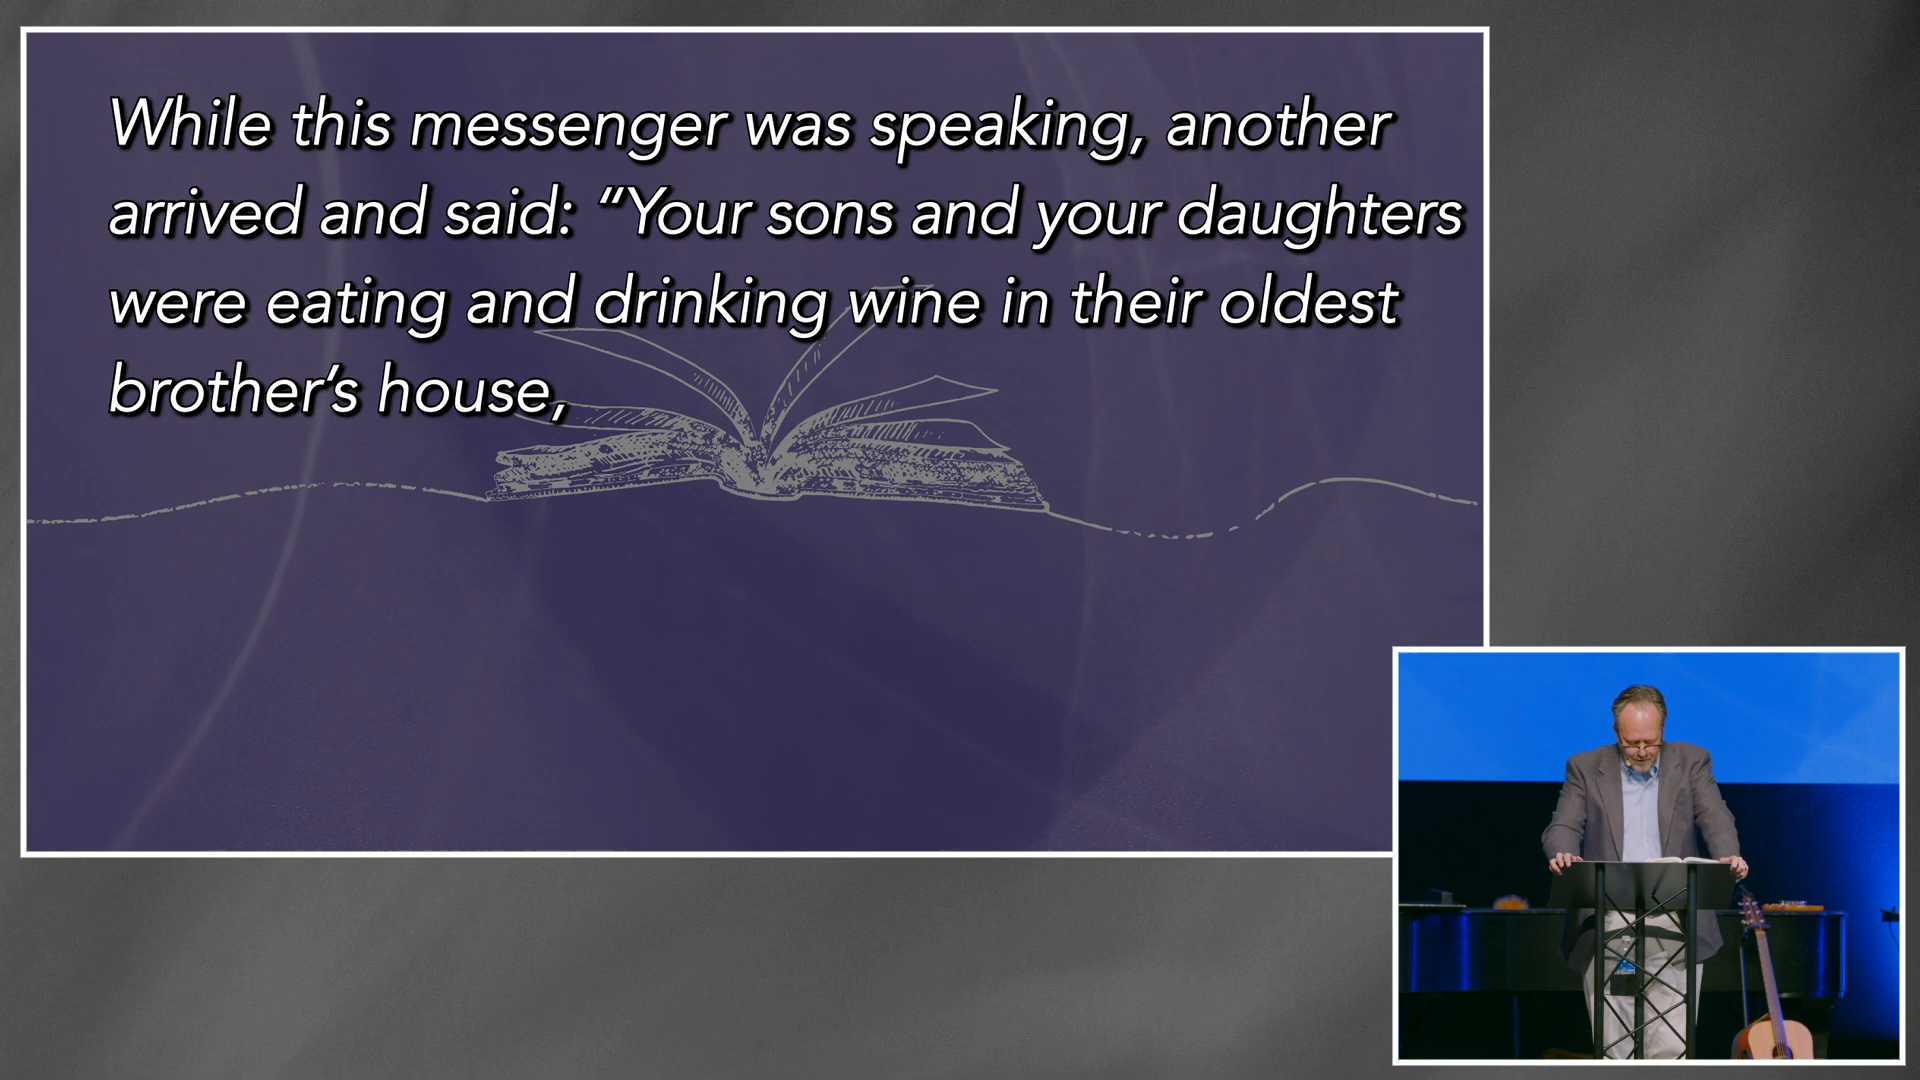 While this messenger was speaking, another
arrived and said: “Your sons and your daughters
were eating and drinking wine in their oldest
brother’s house,